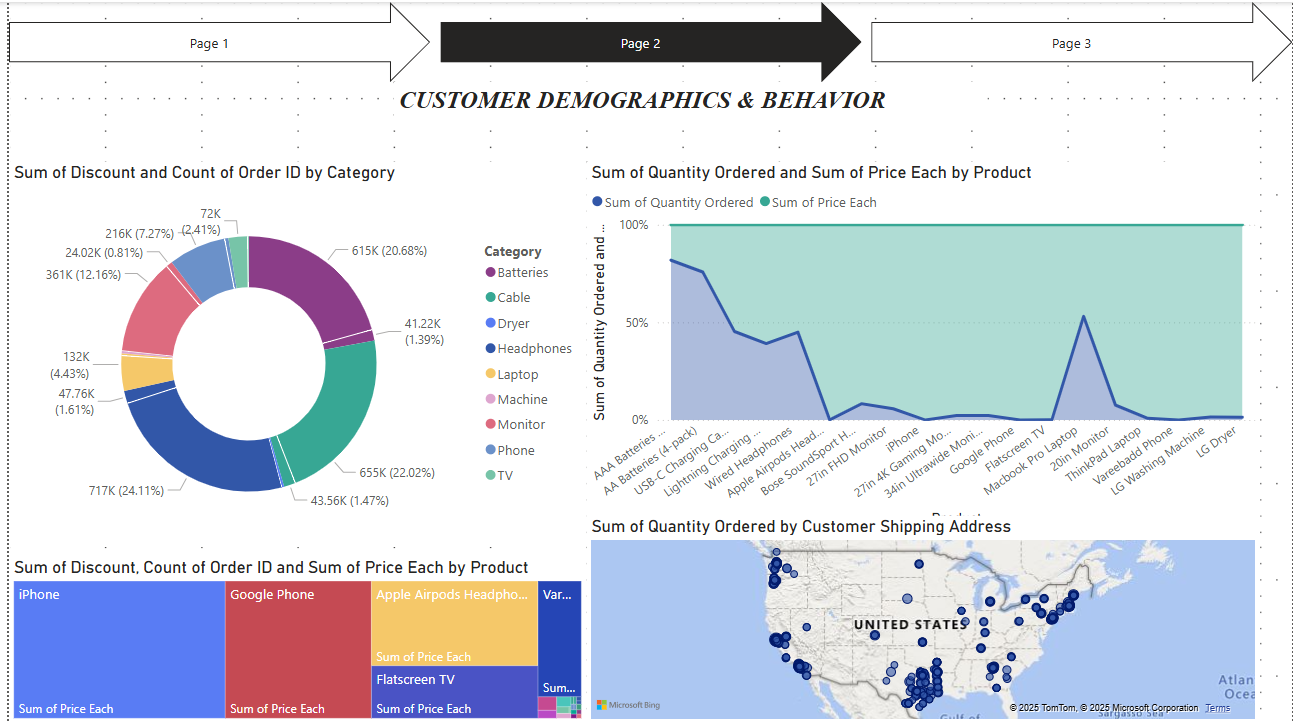 Page 1
Page 2
Page 3
CUSTOMER DEMOGRAPHICS & BEHAVIOR
Sum of Discount and Count of Order ID by Category
72K
(2.41%)
216K (7.27%)
24.02K (0.81%)
361K (12.16%)
132K
(4.43%)
47.76K
(1.61%)
717K (24.11%)
615K (20.68%)
41.22K
(1.39%)
655K (22.02%)
43.56K (1.47%)
Category
Batteries
Cable
Dryer
Headphones
Laptop
Machine
Monitor
Phone
TV
Sum of Quantity Ordered and Sum of Price Each by Product
Sum of Quantity Ordered
Sum of Price Each
Sum of Quantity Ordered and ...
100%
50%
0%
AAA Batteries ...
AA Batteries (4-pack)
USB-C Charging Ca...
Lightning Charging ...
Wired Headphones
Apple Airpods Head...
Bose SoundSport H...
27in FHD Monitor
iPhone
27in 4K Gaming Mo...
34in Ultrawide Moni...
Google Phone
Flatscreen TV
Macbook Pro Laptop
20in Monitor
ThinkPad Laptop
Vareebadd Phone
LG Washing Machine
LG Dryer
Product
Sum of Discount, Count of Order ID and Sum of Price Each by Product
iPhone
Sum of Price Each
Google Phone
Sum of Price Each
Apple Airpods Headpho...
Sum of Price Each
Flatscreen TV
Sum of Price Each
Var...
Sum...
Sum of Quantity Ordered by Customer Shipping Address
UNITED STATES
Atlan
Ocea
Sargasso Sea
Gulf of
Microsoft Bing
© 2025 TomTom, © 2025 Microsoft Corporation Terms